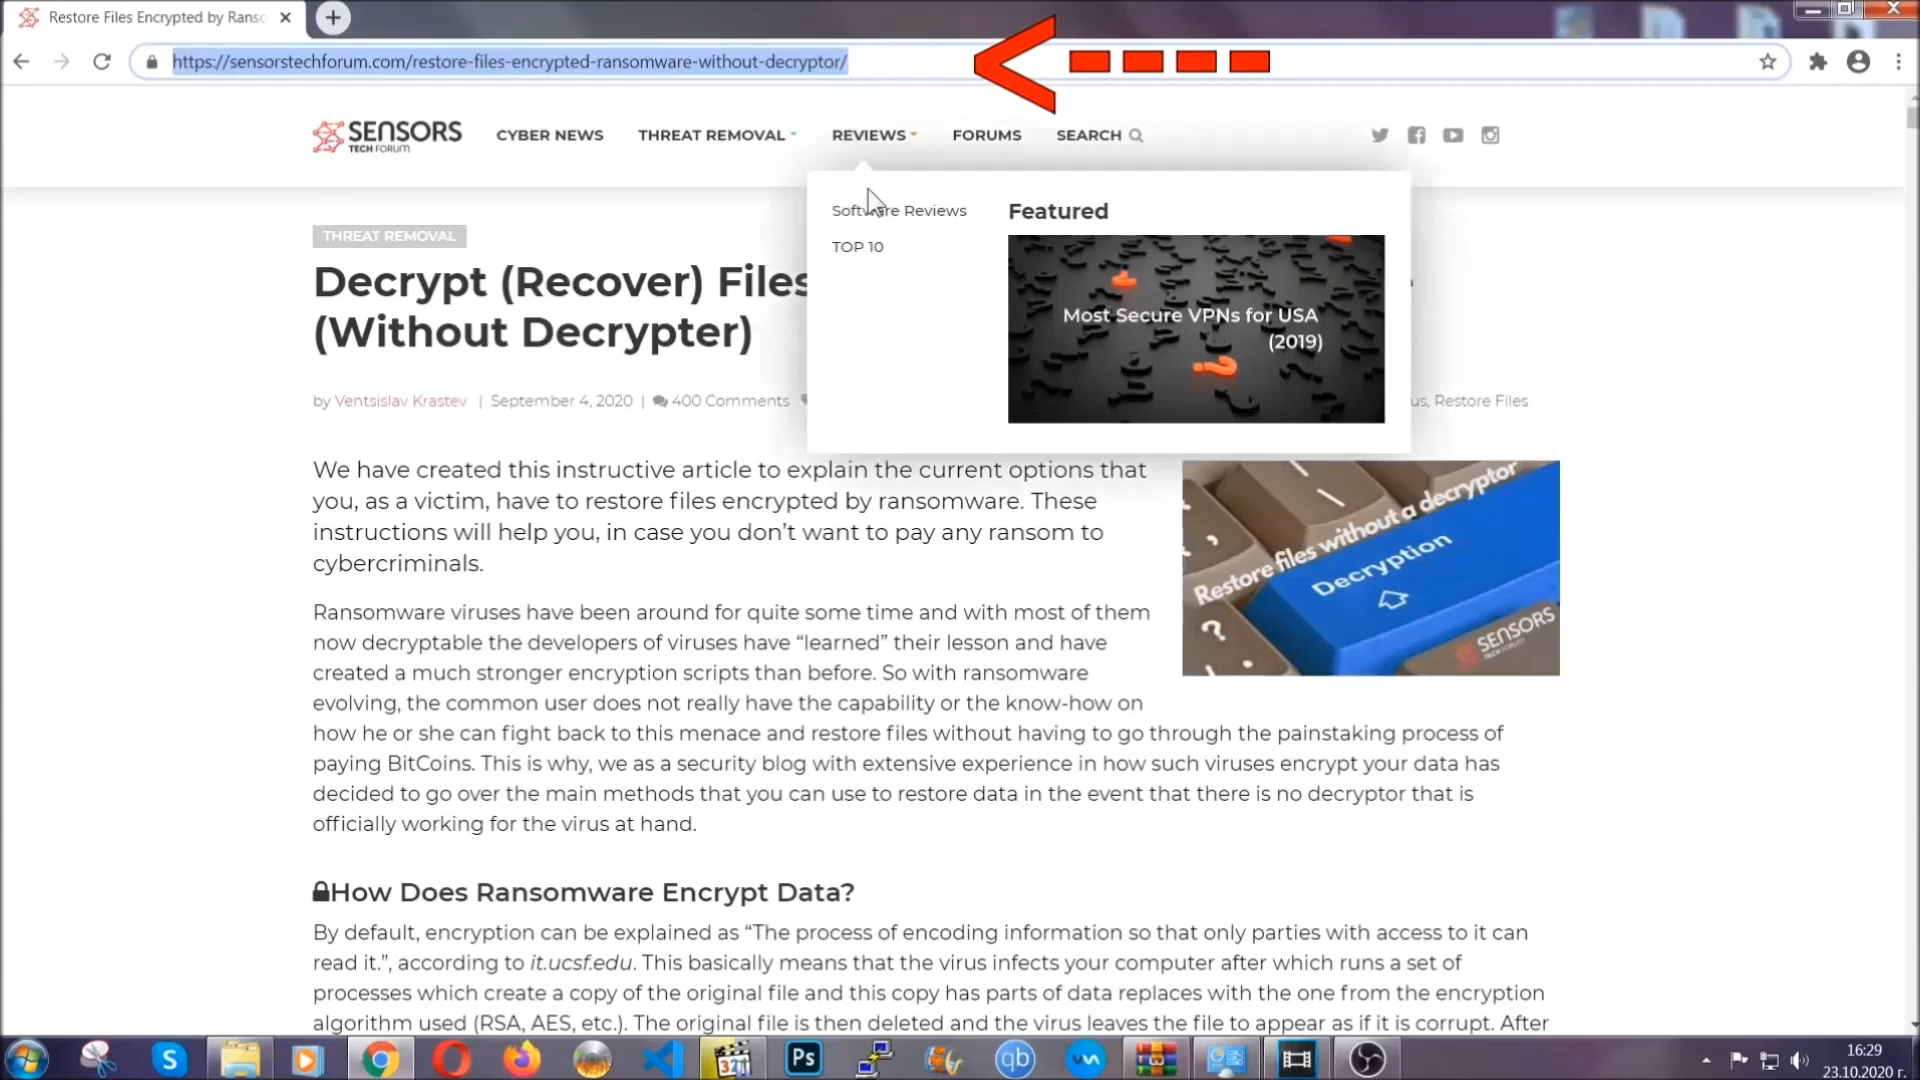 Restore Files Encrypted by Ranso
https://sensorstechforum.com/restore-files-encrypted-ransomware-without-decryptor/
SENSORS
TECH FORUM
CYBER NEWS
THREAT REMOVAL
REVIEWS
FORUMS
SEARCH
Software Reviews
TOP 10
Featured
Most Secure VPNs for USA
(2019)
THREAT REMOVAL
Decrypt (Recover) Files
(Without Decrypter)
by Ventsislav Krastev | September 4, 2020 | 400 Comments
us, Restore Files
We have created this instructive article to explain the current options that
you, as a victim, have to restore files encrypted by ransomware. These
instructions will help you, in case you don’t want to pay any ransom to
cybercriminals.
Restore files without a decryptor
Decryption
SENSORS
Ransomware viruses have been around for quite some time and with most of them
now decryptable the developers of viruses have “learned” their lesson and have
created a much stronger encryption scripts than before. So with ransomware
evolving, the common user does not really have the capability or the know-how on
how he or she can fight back to this menace and restore files without having to go through the painstaking process of
paying BitCoins. This is why, we as a security blog with extensive experience in how such viruses encrypt your data has
decided to go over the main methods that you can use to restore data in the event that there is no decryptor that is
officially working for the virus at hand.
How Does Ransomware Encrypt Data?
By default, encryption can be explained as “The process of encoding information so that only parties with access to it can
read it.”, according to it.ucsf.edu. This basically means that the virus infects your computer after which runs a set of
processes which create a copy of the original file and this copy has parts of data replaces with the one from the encryption
algorithm used (RSA, AES, etc.). The original file is then deleted and the virus leaves the file to appear as if it is corrupt. After
S
321
Ps
qb
16:29
23.10.2020 г.